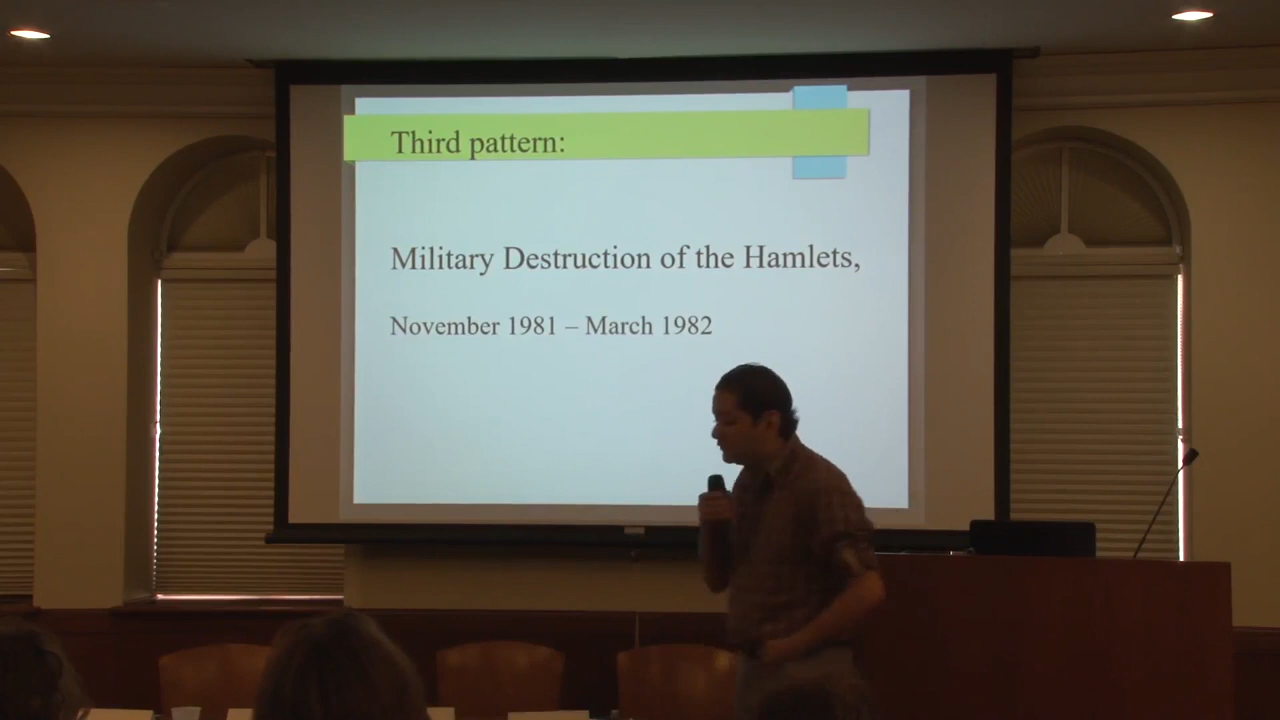 Third pattern:
Military Destruction of the Hamlets,
November 1981 – March 1982